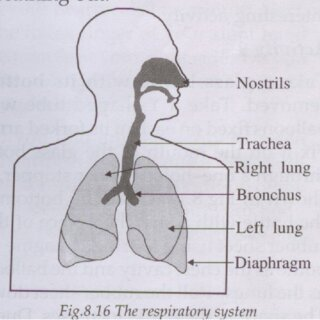 Nostrils
Trachea
Right lung
Bronchus
Left lung
Diaphragm
Fig.8.16 The respiratory system